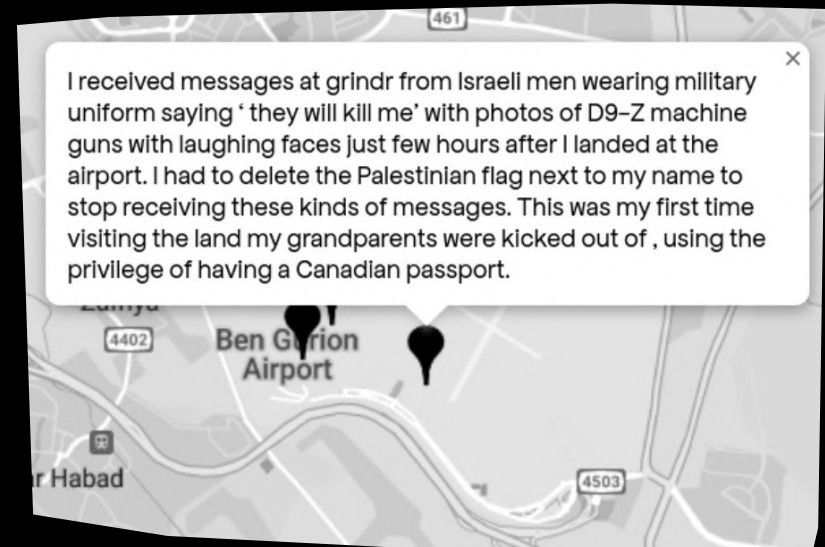 461
×
I received messages at grindr from Israeli men wearing military
uniform saying ‘ they will kill me’ with photos of D9–Z machine
guns with laughing faces just few hours after I landed at the
airport. I had to delete the Palestinian flag next to my name to
stop receiving these kinds of messages. This was my first time
visiting the land my grandparents were kicked out of , using the
privilege of having a Canadian passport.
4402
Ben Gurion
Airport
r Habad
4503